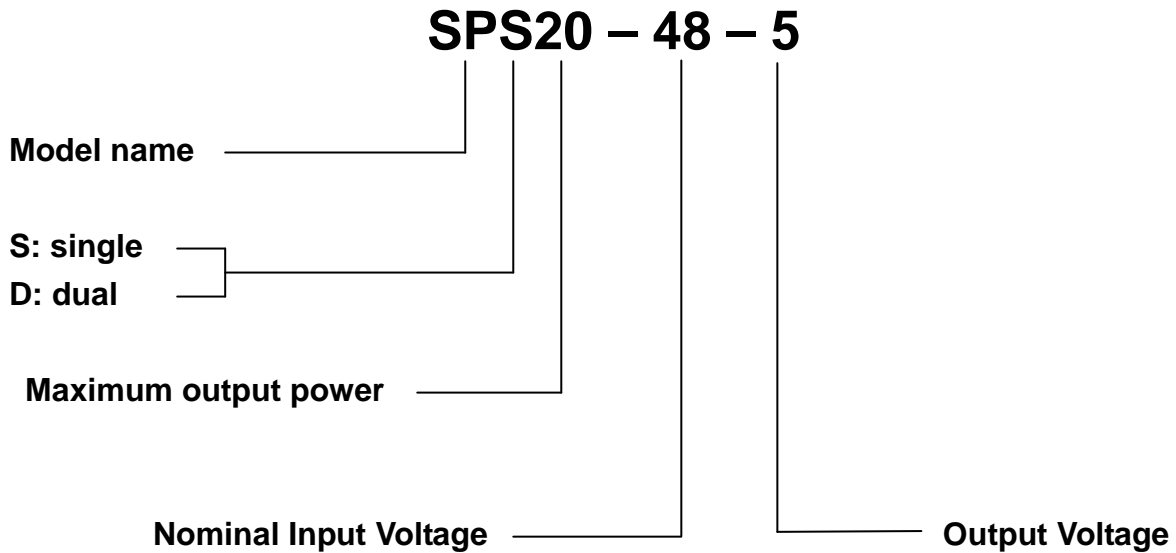 SPS20 – 48 – 5
Model name
S: single
D: dual
Maximum output power
Nominal Input Voltage
Output Voltage